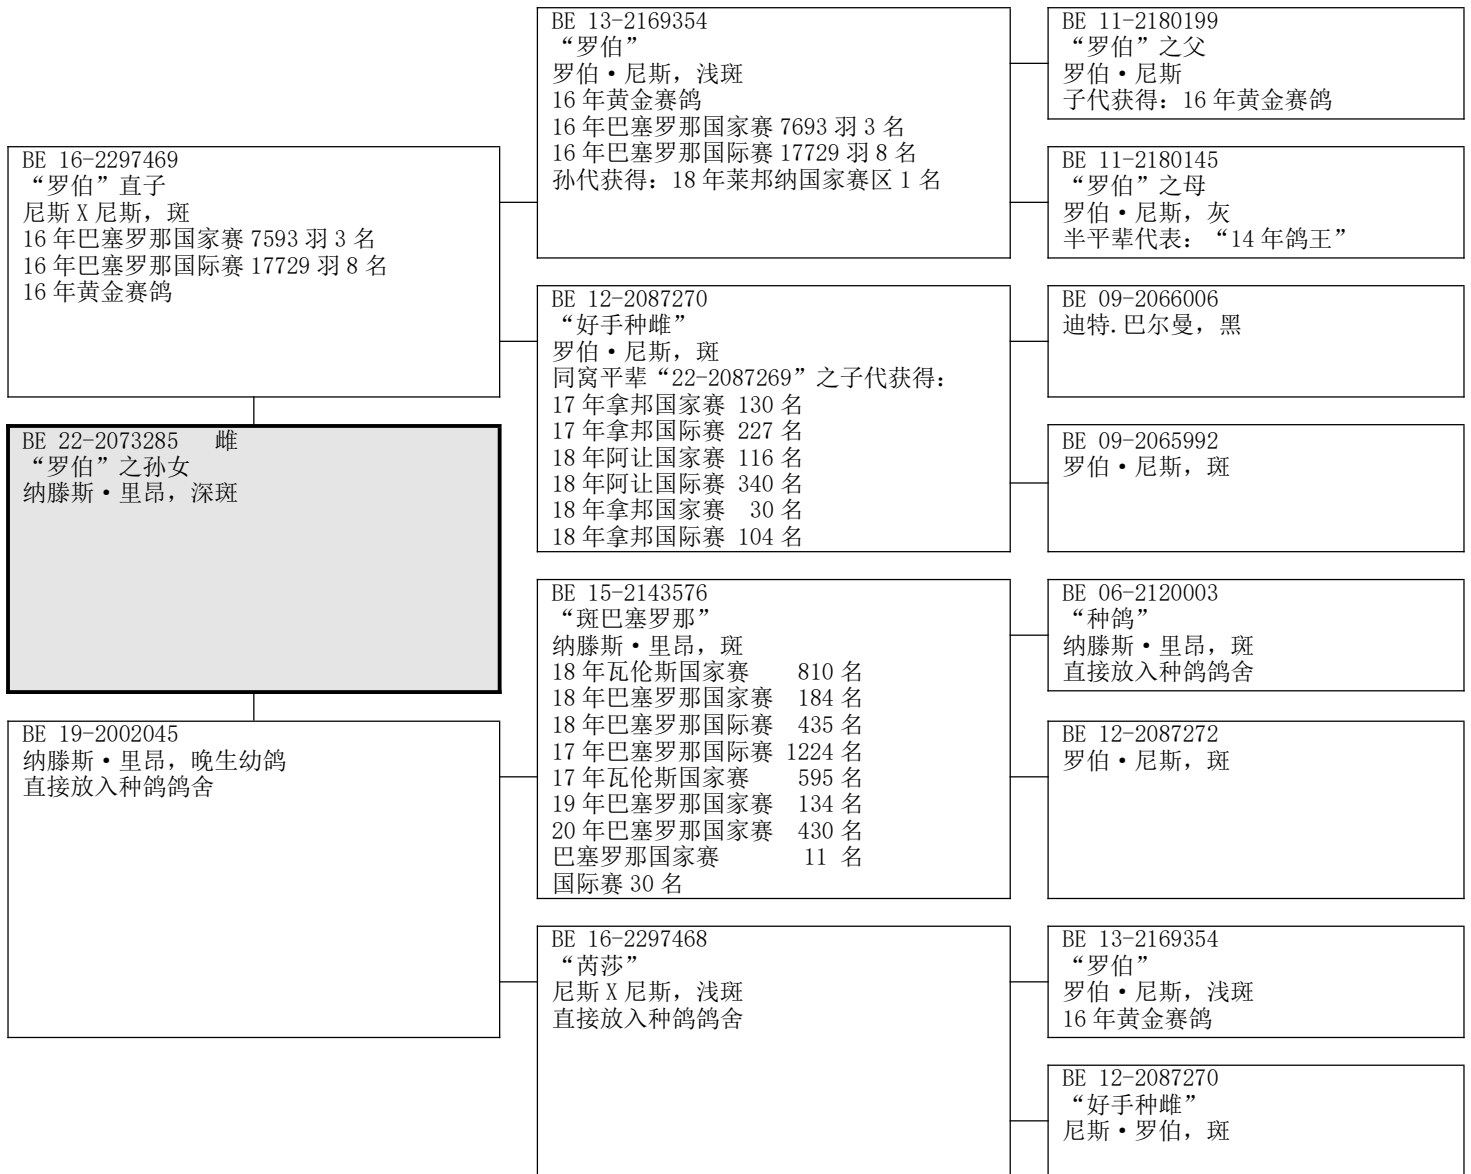 BE 13-2169354
“罗伯”
罗伯·尼斯，浅斑
16 年黄金赛鸽
16 年巴塞罗那国家赛 7693 羽 3 名
16 年巴塞罗那国际赛 17729 羽 8 名
孙代获得：18 年莱邦纳国家赛区 1 名
BE 11-2180199
“罗伯”之父
罗伯·尼斯
子代获得：16 年黄金赛鸽
BE 11-2180145
“罗伯”之母
罗伯·尼斯，灰
半平辈代表：“14 年鸽王”
BE 16-2297469
“罗伯”直子
尼斯 X 尼斯，斑
16 年巴塞罗那国家赛 7593 羽 3 名
16 年巴塞罗那国际赛 17729 羽 8 名
16 年黄金赛鸽
BE 12-2087270
“好手种雌”
罗伯·尼斯，斑
同窝平辈“22-2087269”之子代获得：
17 年拿邦国家赛 130 名
17 年拿邦国际赛 227 名
18 年阿让国家赛 116 名
18 年阿让国际赛 340 名
18 年拿邦国家赛 30 名
18 年拿邦国际赛 104 名
BE 09-2066006
迪特.巴尔曼，黑
BE 09-2065992
罗伯·尼斯，斑
BE 22-2073285 雌
“罗伯”之孙女
纳滕斯·里昂，深斑
BE 15-2143576
“斑巴塞罗那”
纳滕斯·里昂，斑
18 年瓦伦斯国家赛 810 名
18 年巴塞罗那国家赛 184 名
18 年巴塞罗那国际赛 435 名
17 年巴塞罗那国际赛 1224 名
17 年瓦伦斯国家赛 595 名
19 年巴塞罗那国家赛 134 名
20 年巴塞罗那国家赛 430 名
巴塞罗那国家赛 11 名
国际赛 30 名
BE 06-2120003
“种鸽”
纳滕斯·里昂，斑
直接放入种鸽鸽舍
BE 12-2087272
罗伯·尼斯，斑
BE 19-2002045
纳滕斯·里昂，晚生幼鸽
直接放入种鸽鸽舍
BE 16-2297468
“芮莎”
尼斯 X 尼斯，浅斑
直接放入种鸽鸽舍
BE 13-2169354
“罗伯”
罗伯·尼斯，浅斑
16 年黄金赛鸽
BE 12-2087270
“好手种雌”
尼斯·罗伯，斑